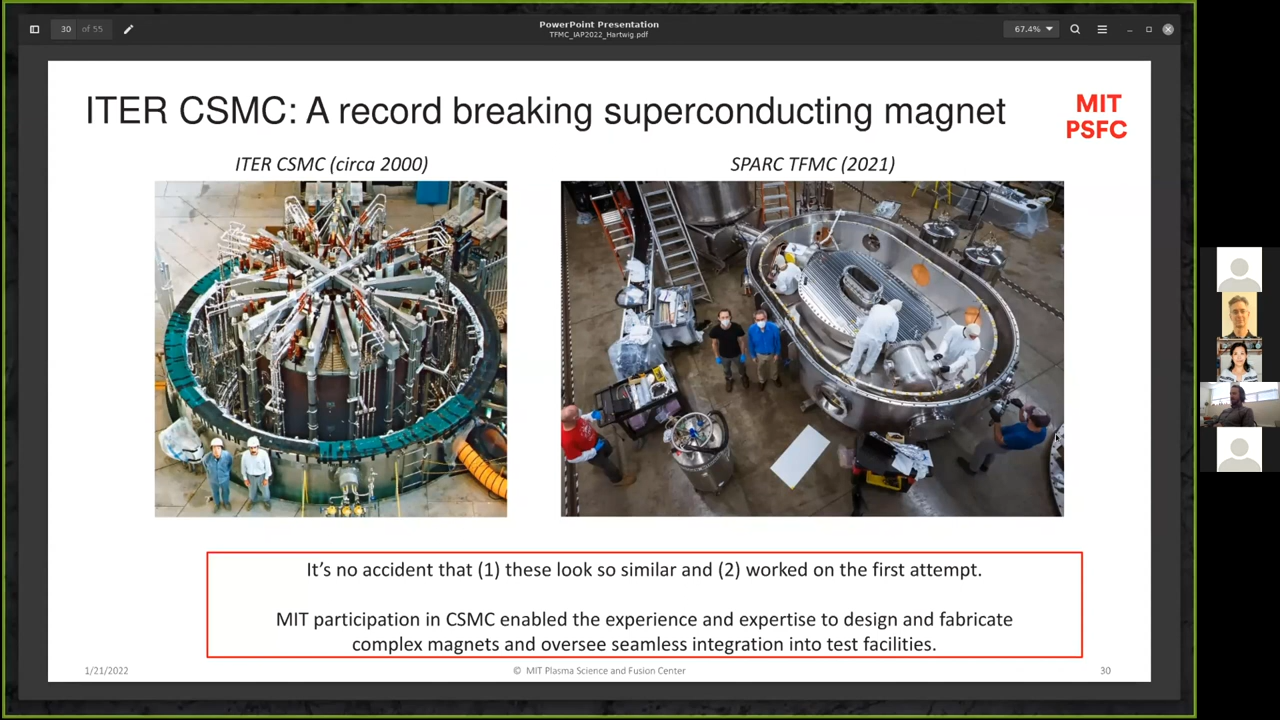 PowerPoint Presentation
TFMC_IAP2022_Hartwig.pdf
30 of 55
67.4%
ITER CSMC: A record breaking superconducting magnet
MIT
PSFC
ITER CSMC (circa 2000)
SPARC TFMC (2021)
It's no accident that (1) these look so similar and (2) worked on the first attempt.
MIT participation in CSMC enabled the experience and expertise to design and fabricate
complex magnets and oversee seamless integration into test facilities.
1/21/2022
© MIT Plasma Science and Fusion Center
30